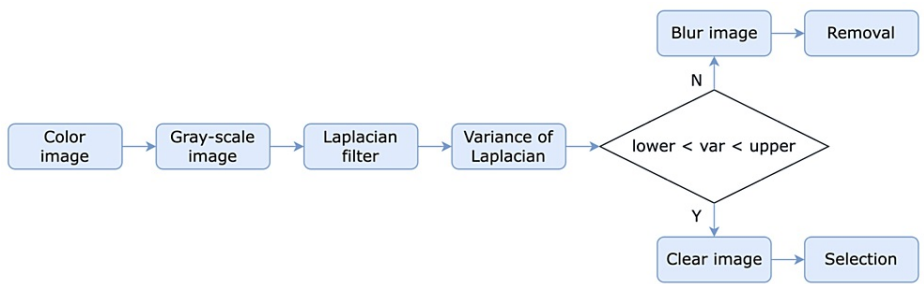 Color
image
Gray-scale
image
Laplacian
filter
Variance of
Laplacian
lower < var < upper
N
Blur image
Removal
Y
Clear image
Selection